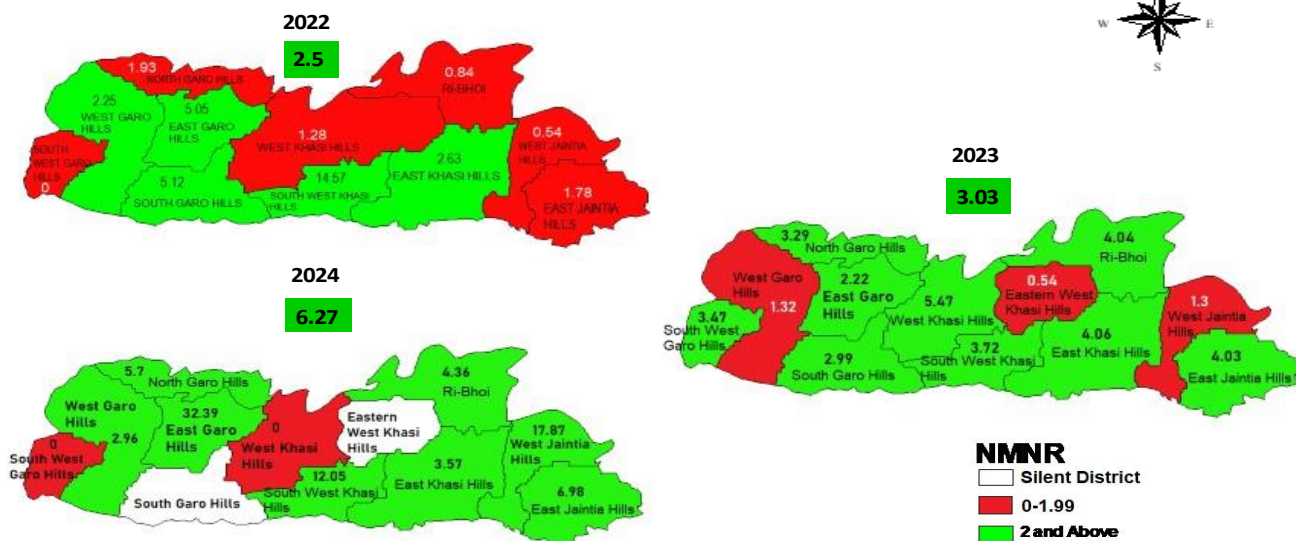 2022
2.5
1.93
NORTH GARO HILLS
0.84
RI-BHOI
2.25
WEST GARO
HILLS
5.05
EAST GARO
HILLS
1.28
WEST KHASI HILLS
0.54
WEST JAINTIA
HILLS
SOUTH
WEST GARO
HILLS
0
5.12
SOUTH GARO HILLS
14.57
SOUTH WEST KHASI
HILLS
2.63
EAST KHASI HILLS
1.78
EAST JAINTIA
HILLS
W
E
S
2023
3.03
3.29
North Garo Hills
4.04
Ri-Bhoi
West Garo
Hills
1.32
2.22
East Garo
Hills
5.47
West Khasi Hills
0.54
Eastern West
Khasi Hills
1.3
West Jaintia
Hills
3.47
South West
Garo Hills
2.99
South Garo Hills
3.72
South West Khasi
Hills
4.06
East Khasi Hills
4.03
East Jaintia Hills
2024
6.27
5.7
North Garo Hills
4.36
Ri-Bhoi
West Garo
Hills
2.96
32.39
East Garo
Hills
0
West Khasi
Hills
Eastern
West Khasi
Hills
17.87
West Jaintia
Hills
0
South West
Garo Hills
South Garo Hills
12.05
South West Khasi
Hills
3.57
East Khasi Hills
6.98
East Jaintia Hills
NMNR
Silent District
0-1.99
2 and Above